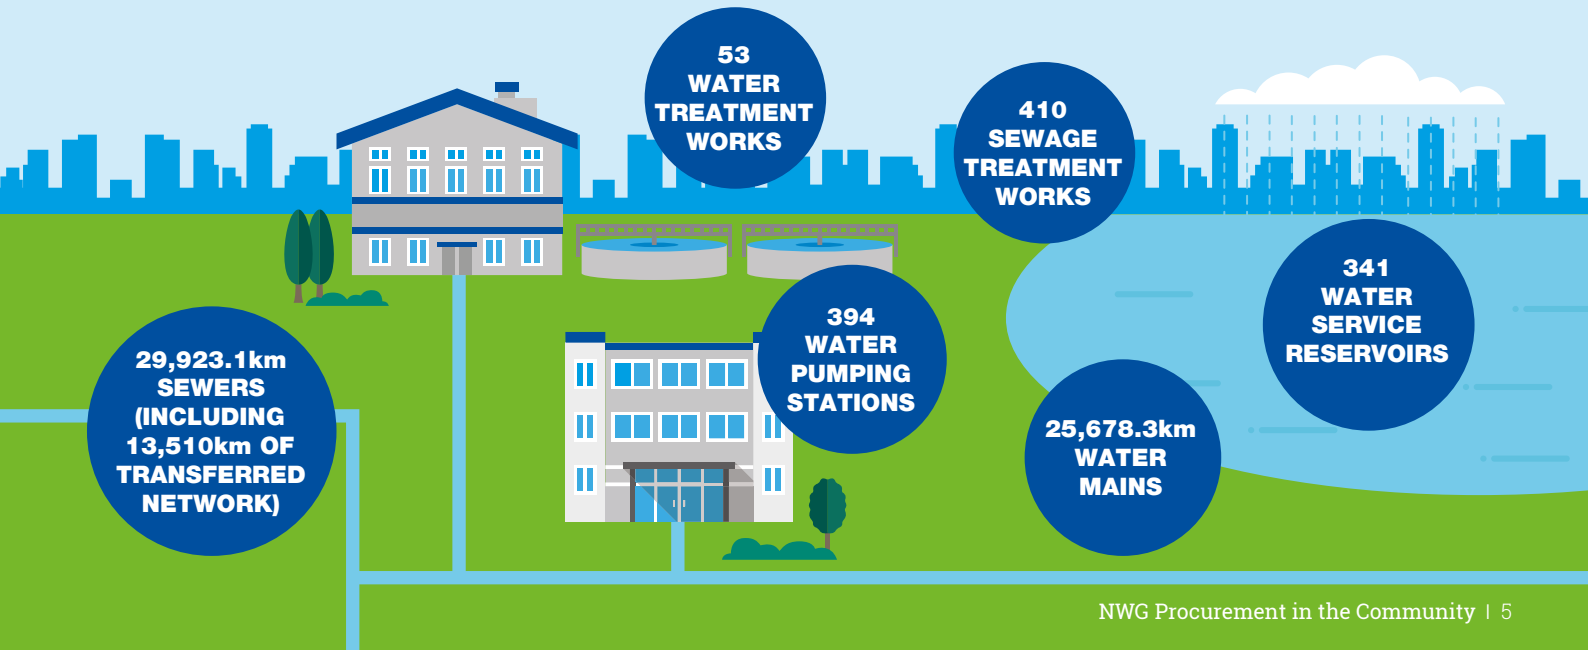 53
WATER
TREATMENT
WORKS
410
SEWAGE
TREATMENT
WORKS
341
WATER
SERVICE
RESERVOIRS
394
WATER
PUMPING
STATIONS
29,923.1km
SEWERS
(INCLUDING
13,510km OF
TRANSFERRED
NETWORK)
25,678.3km
WATER
MAINS
NWG Procurement in the Community | 5